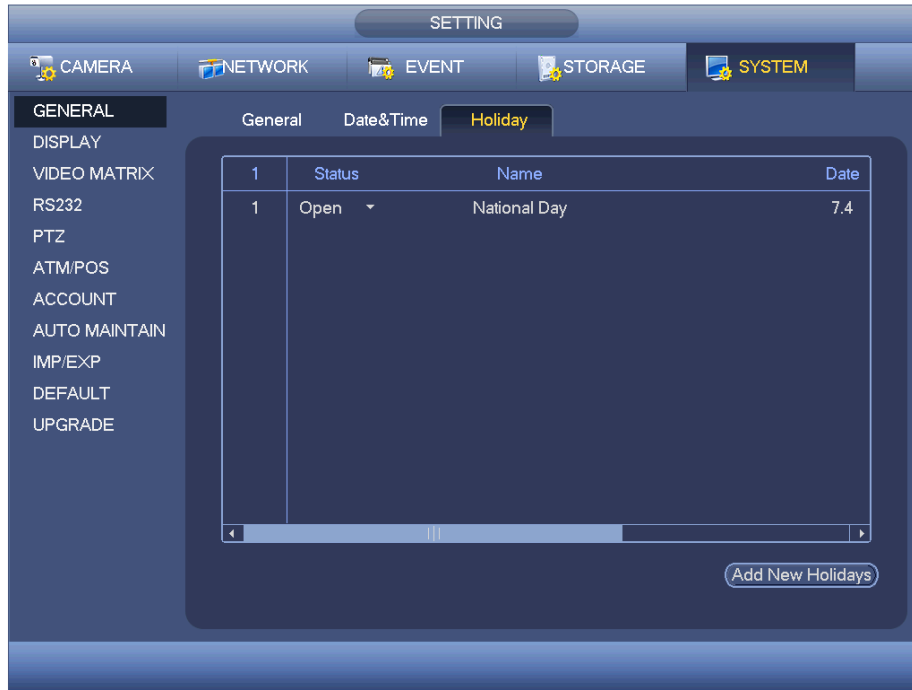 SETTING
CAMERA NETWORK EVENT STORAGE SYSTEM
GENERAL
DISPLAY
VIDEO MATRIX
RS232
PTZ
ATM/POS
ACCOUNT
AUTO MAINTAIN
IMP/EXP
DEFAULT
UPGRADE
General Date&Time Holiday
1 Status Name Date
1 Open National Day 7.4
Add New Holidays